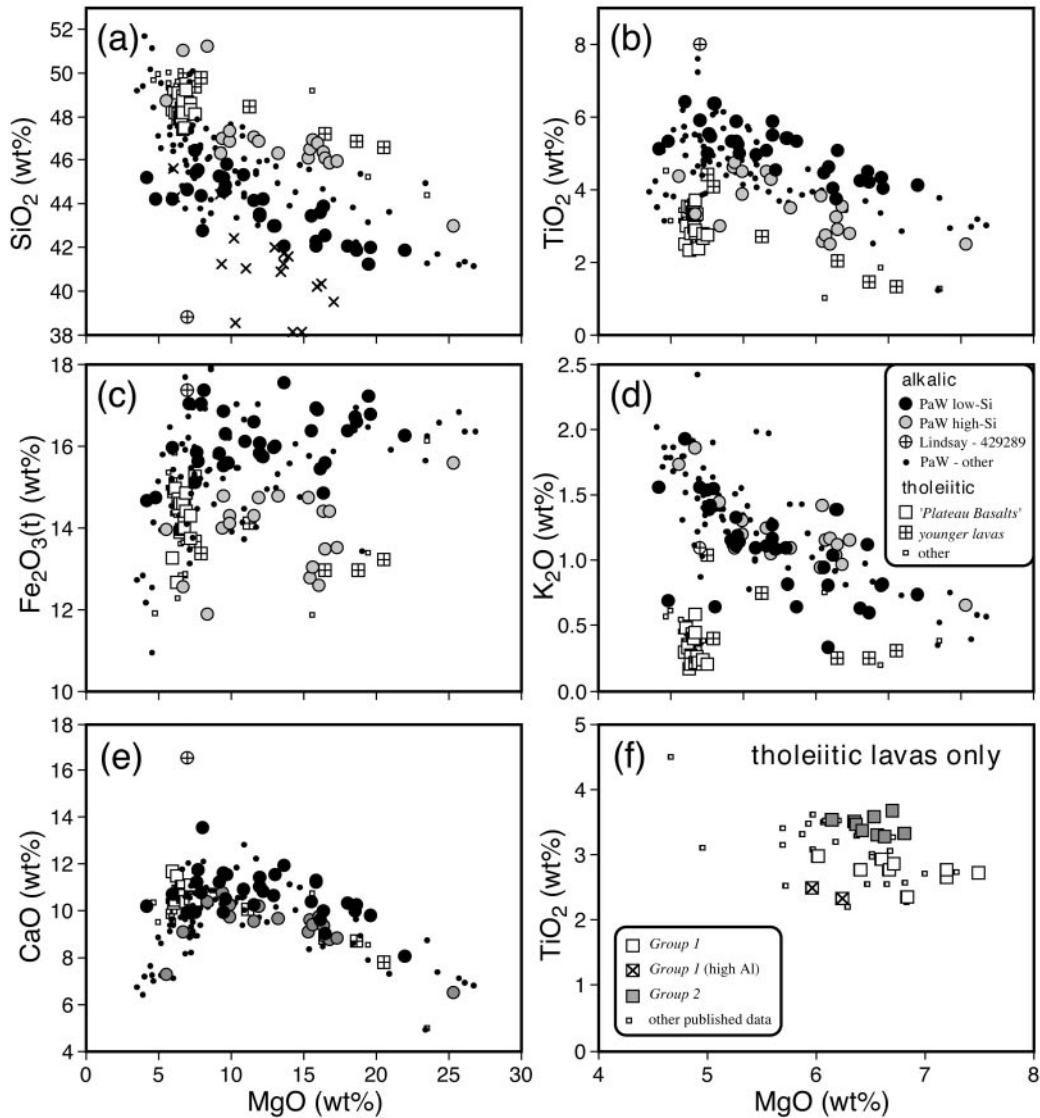 (a)
52
50
48
46
44
42
40
38
SiO2 (wt%)
(b)
8
6
4
2
0
TiO2 (wt%)
(c)
18
16
14
12
10
Fe2O3(t) (wt%)
(d)
2.5
2.0
1.5
1.0
0.5
0.0
K2O (wt%)
alkalic
PaW low-Si
PaW high-Si
Lindsay - 429289
PaW - other
tholeiitic
'Plateau Basalts'
younger lavas
other
(e)
18
16
14
12
10
8
6
4
CaO (wt%)
0 5 10 15 20 25 30
MgO (wt%)
(f)
tholeiitic lavas only
5
4
3
2
1
0
TiO2 (wt%)
Group 1
Group 1 (high Al)
Group 2
other published data
4 5 6 7 8
MgO (wt%)